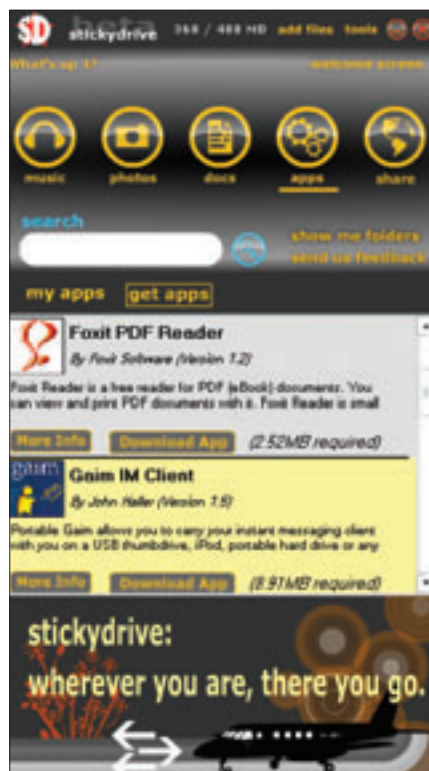 SD beta
stickydrive 368 / 488 MB add files tools
What's up J? welcome screen
music photos docs apps share
search
show me folders
send us feedback
my apps get apps
Foxit PDF Reader
By Foxit Software (Version 1.2)
Foxit Reader is a free reader for PDF (eBook) documents. You
can view and print PDF documents with it. Foxit Reader is small
More Info Download App (2.52MB required)
gaim
Gaim IM Client
By John Haller (Version 1.5)
Portable Gaim allows you to carry your instant messaging client
with you on a USB thumbdrive, iPod, portable hard drive or any
More Info Download App (8.91MB required)
stickydrive:
wherever you are, there you go.